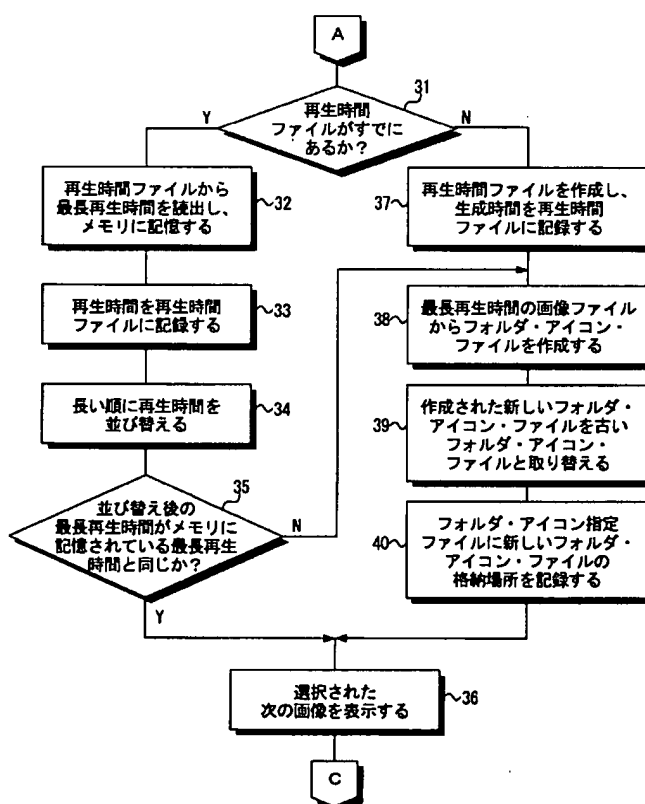 A
31
再生時間
ファイルがすでに
あるか？
Y
N
再生時間ファイルから
最長再生時間を読出し、
メモリに記憶する
32
再生時間を再生時間
ファイルに記録する
33
長い順に再生時間を
並び替える
34
35
並び替え後の
最長再生時間がメモリに
記憶されている最長再生
時間と同じか？
N
Y
37
再生時間ファイルを作成し、
生成時間を再生時間
ファイルに記録する
38
最長再生時間の画像ファイル
からフォルダ・アイコン・
ファイルを作成する
39
作成された新しいフォルダ・
アイコン・ファイルを古い
フォルダ・アイコン・
ファイルと取り替える
40
フォルダ・アイコン指定
ファイルに新しいフォルダ・
アイコン・ファイルの
格納場所を記録する
選択された
次の画像を表示する
36
C